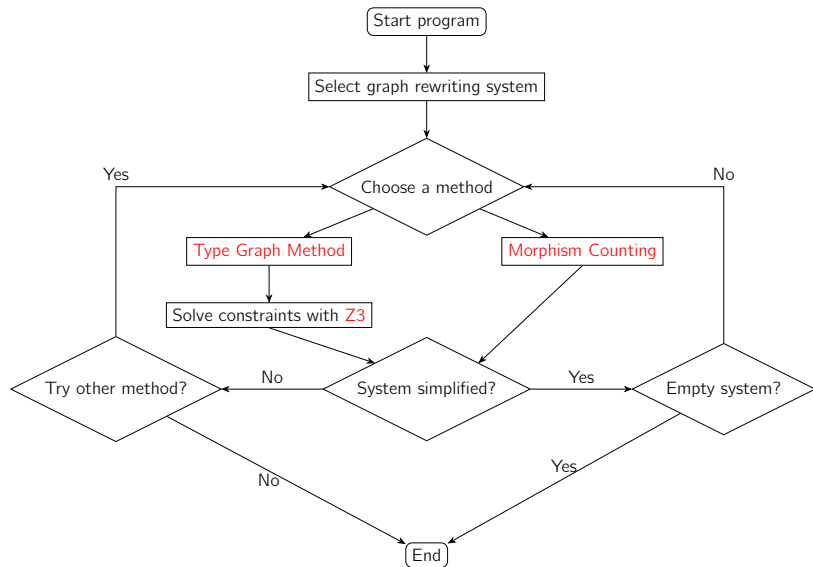 Start program
Select graph rewriting system
Yes
No
Choose a method
Type Graph Method
Morphism Counting
Solve constraints with Z3
Try other method?
No
System simplified?
Yes
Empty system?
No
Yes
End